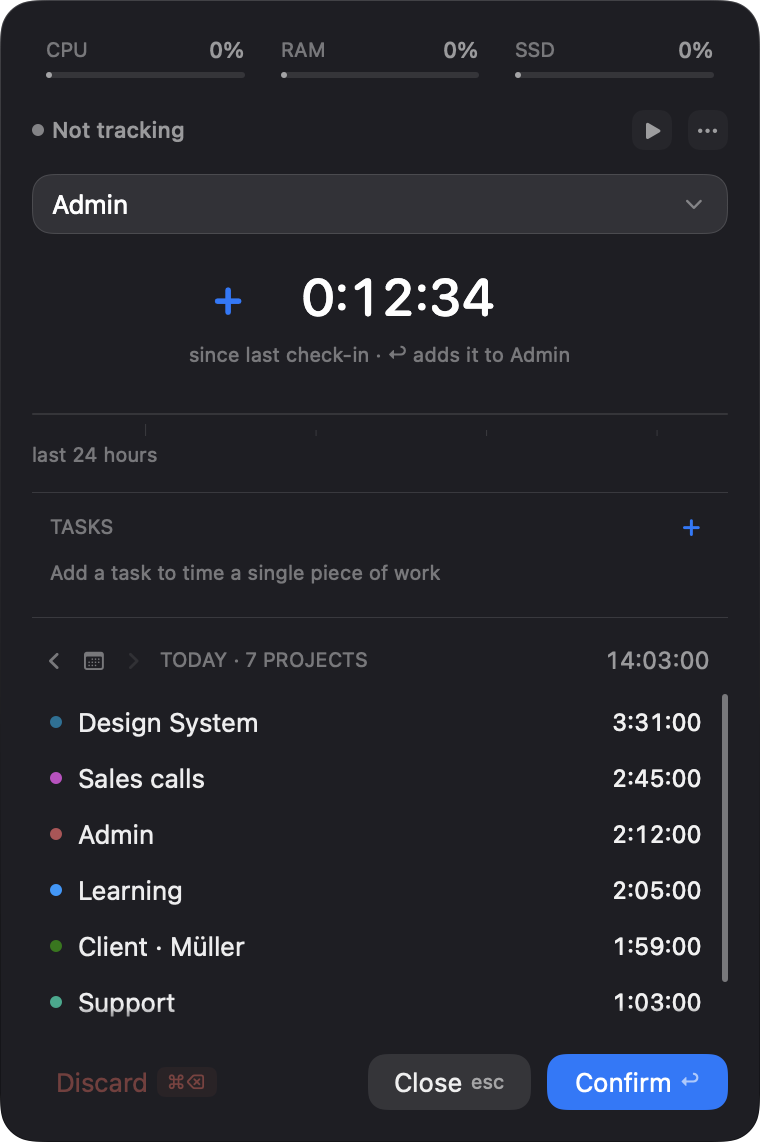 CPU 0% RAM 0% SSD 0%
Not tracking
Admin
+ 0:12:34
since last check-in · ↩ adds it to Admin
last 24 hours
TASKS +
Add a task to time a single piece of work
TODAY · 7 PROJECTS 14:03:00
Design System 3:31:00
Sales calls 2:45:00
Admin 2:12:00
Learning 2:05:00
Client · Müller 1:59:00
Support 1:03:00
Discard ⌘⌫ Close esc Confirm ↩